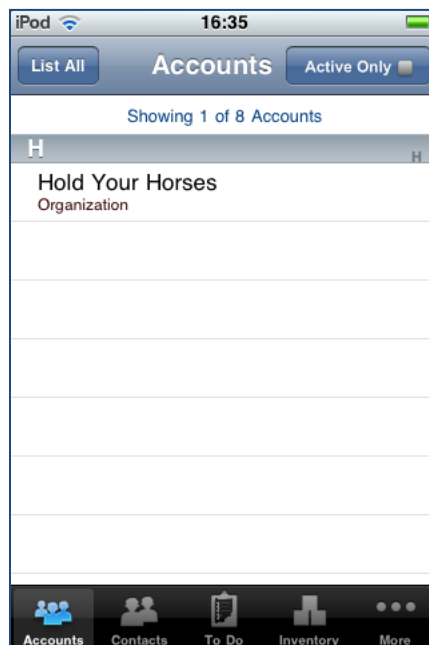 iPod 16:35
List All Accounts Active Only
Showing 1 of 8 Accounts
H
H
Hold Your Horses
Organization
Accounts Contacts To Do Inventory More